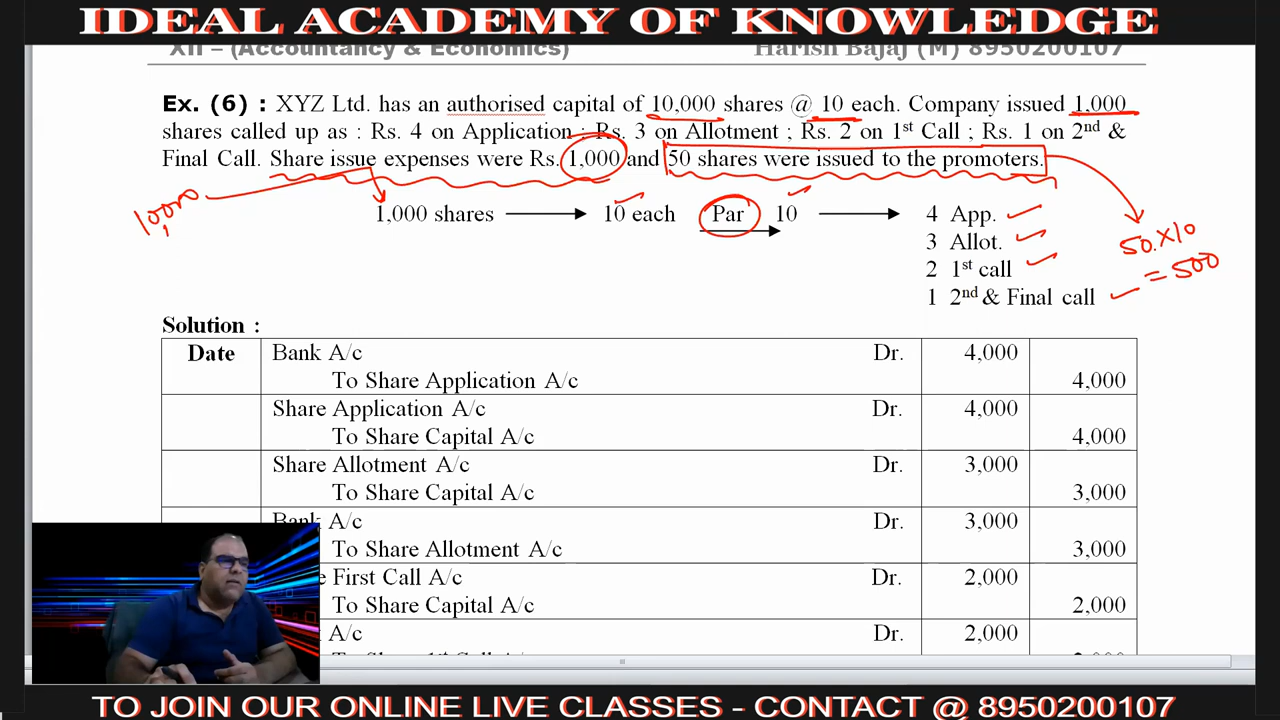 IDEAL ACADEMY OF KNOWLEDGE
XII – (Accountancy & Economics) Harish Bajaj (M) 8950200107
Ex. (6) : XYZ Ltd. has an authorised capital of 10,000 shares @ 10 each. Company issued 1,000
shares called up as : Rs. 4 on Application ; Rs. 3 on Allotment ; Rs. 2 on 1st Call ; Rs. 1 on 2nd &
Final Call. Share issue expenses were Rs. 1,000 and 50 shares were issued to the promoters.
10,000
1,000 shares 10 each Par 10 4 App.
3 Allot.
2 1st call
1 2nd & Final call
50 x 10
= 500
Solution :
Date Bank A/c Dr. 4,000
To Share Application A/c 4,000
Share Application A/c Dr. 4,000
To Share Capital A/c 4,000
Share Allotment A/c Dr. 3,000
To Share Capital A/c 3,000
Bank A/c Dr. 3,000
To Share Allotment A/c 3,000
First Call A/c Dr. 2,000
To Share Capital A/c 2,000
A/c Dr. 2,000
TO JOIN OUR ONLINE LIVE CLASSES - CONTACT @ 8950200107